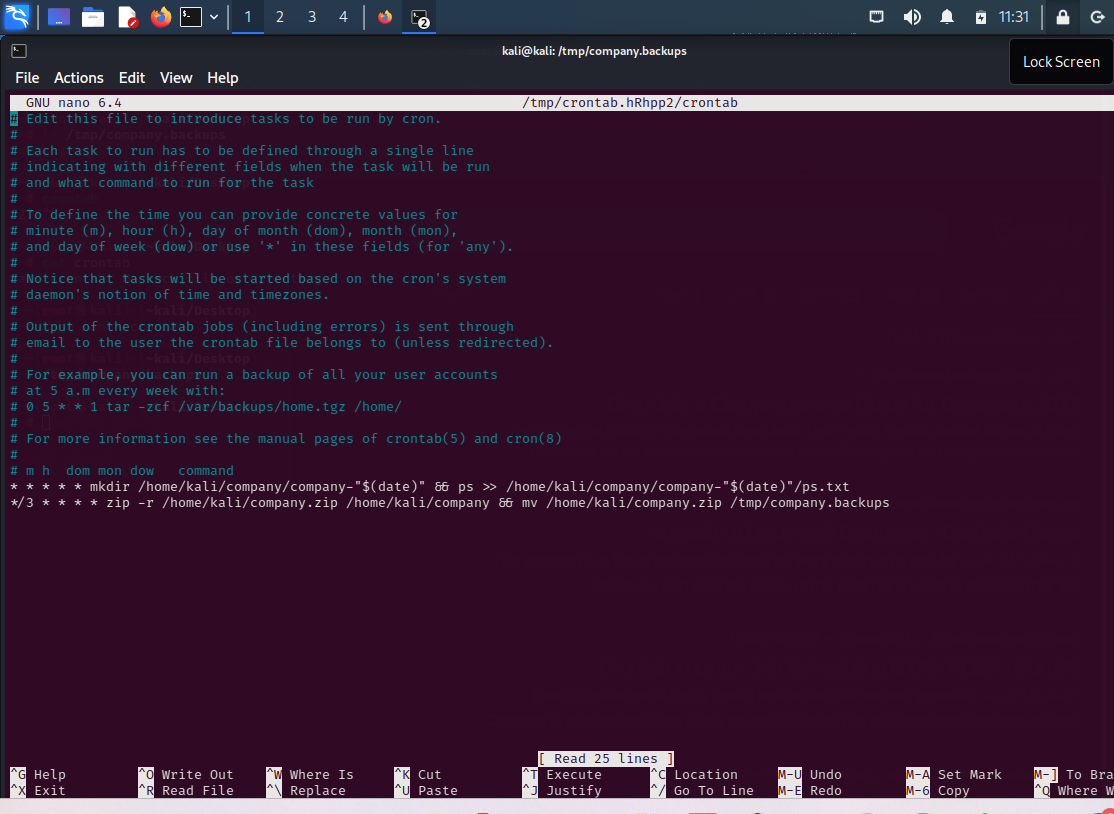 1 2 3 4 2 11:31
kali@kali: /tmp/company.backups
Lock Screen
File Actions Edit View Help
GNU nano 6.4 /tmp/crontab.hRhpp2/crontab
# Edit this file to introduce tasks to be run by cron.
#
# Each task to run has to be defined through a single line
# indicating with different fields when the task will be run
# and what command to run for the task
#
# To define the time you can provide concrete values for
# minute (m), hour (h), day of month (dom), month (mon),
# and day of week (dow) or use '*' in these fields (for 'any').
#
# Notice that tasks will be started based on the cron's system
# daemon's notion of time and timezones.
#
# Output of the crontab jobs (including errors) is sent through
# email to the user the crontab file belongs to (unless redirected).
#
# For example, you can run a backup of all your user accounts
# at 5 a.m every week with:
# 0 5 * * 1 tar -zcf /var/backups/home.tgz /home/
#
# For more information see the manual pages of crontab(5) and cron(8)
#
# m h  dom mon dow   command
* * * * * mkdir /home/kali/company/company-"$(date)" && ps >> /home/kali/company/company-"$(date)"/ps.txt
*/3 * * * * zip -r /home/kali/company.zip /home/kali/company && mv /home/kali/company.zip /tmp/company.backups
[ Read 25 lines ]
^G Help ^O Write Out ^W Where Is ^K Cut ^T Execute ^C Location M-U Undo M-A Set Mark M-] To Bra
^X Exit ^R Read File ^\ Replace ^U Paste ^J Justify ^/ Go To Line M-E Redo M-6 Copy ^Q Where W